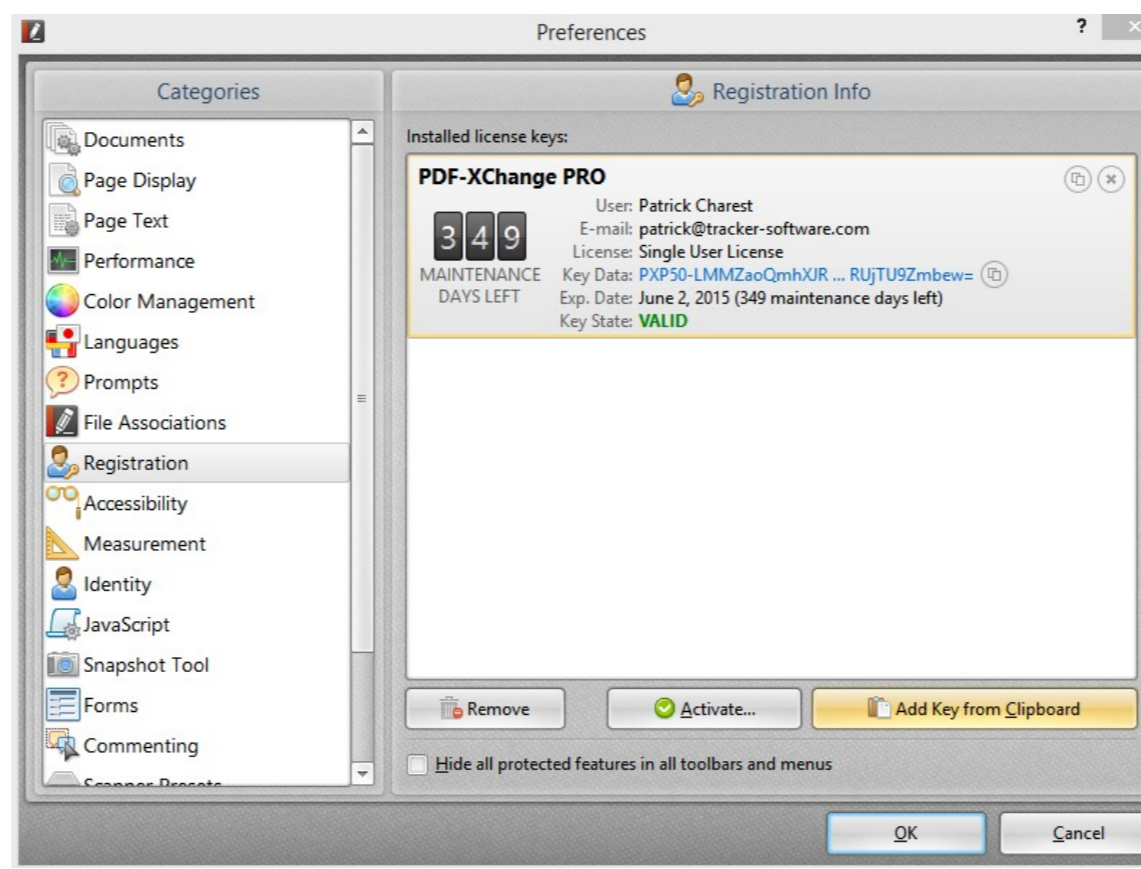 Preferences
?
Categories
Documents
Page Display
Page Text
Performance
Color Management
Languages
Prompts
File Associations
Registration
Accessibility
Measurement
Identity
JavaScript
Snapshot Tool
Forms
Commenting
Scanner Presets
Registration Info
Installed license keys:
PDF-XChange PRO
349
MAINTENANCE
DAYS LEFT
User: Patrick Charest
E-mail: patrick@tracker-software.com
License: Single User License
Key Data: PXP50-LMMZaoQmhXJR ... RUjTU9Zmbew=
Exp. Date: June 2, 2015 (349 maintenance days left)
Key State: VALID
Remove
Activate...
Add Key from Clipboard
Hide all protected features in all toolbars and menus
OK
Cancel